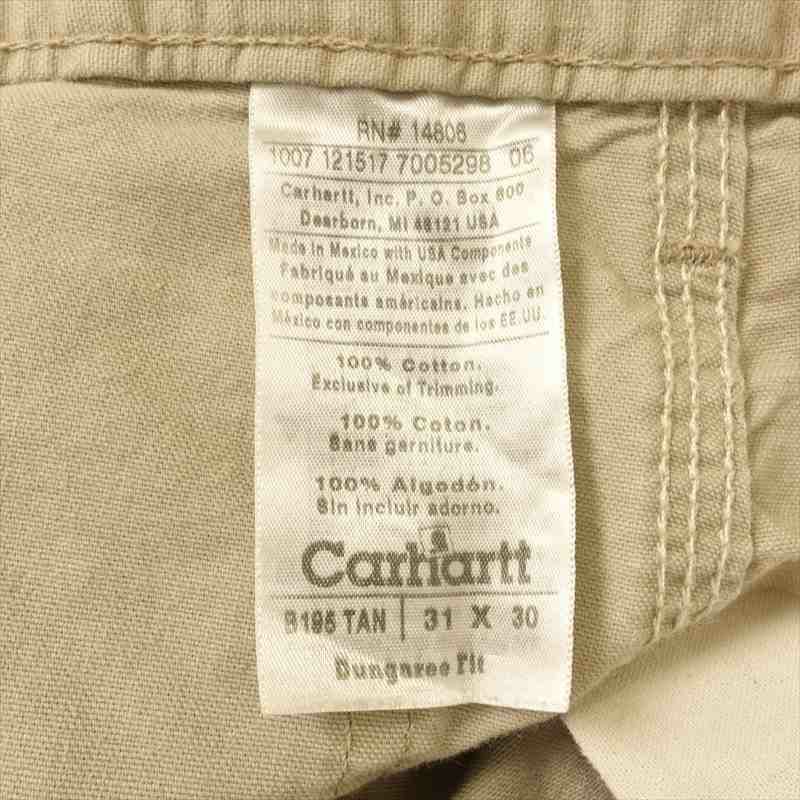 RN# 14806
1007 121517 7005298 06
Carhartt, Inc. P. O. Box 600
Dearborn, MI 48121 USA
Made in Mexico with USA Components
Fabriqué au Mexique avec des
composants américains. Hecho en
México con componentes de los EE.UU.
100% Cotton.
Exclusive of Trimming.
100% Coton.
Sans garniture.
100% Algodón.
Sin incluir adorno.
Carhartt
B195 TAN | 31 X 30
Dungaree Fit